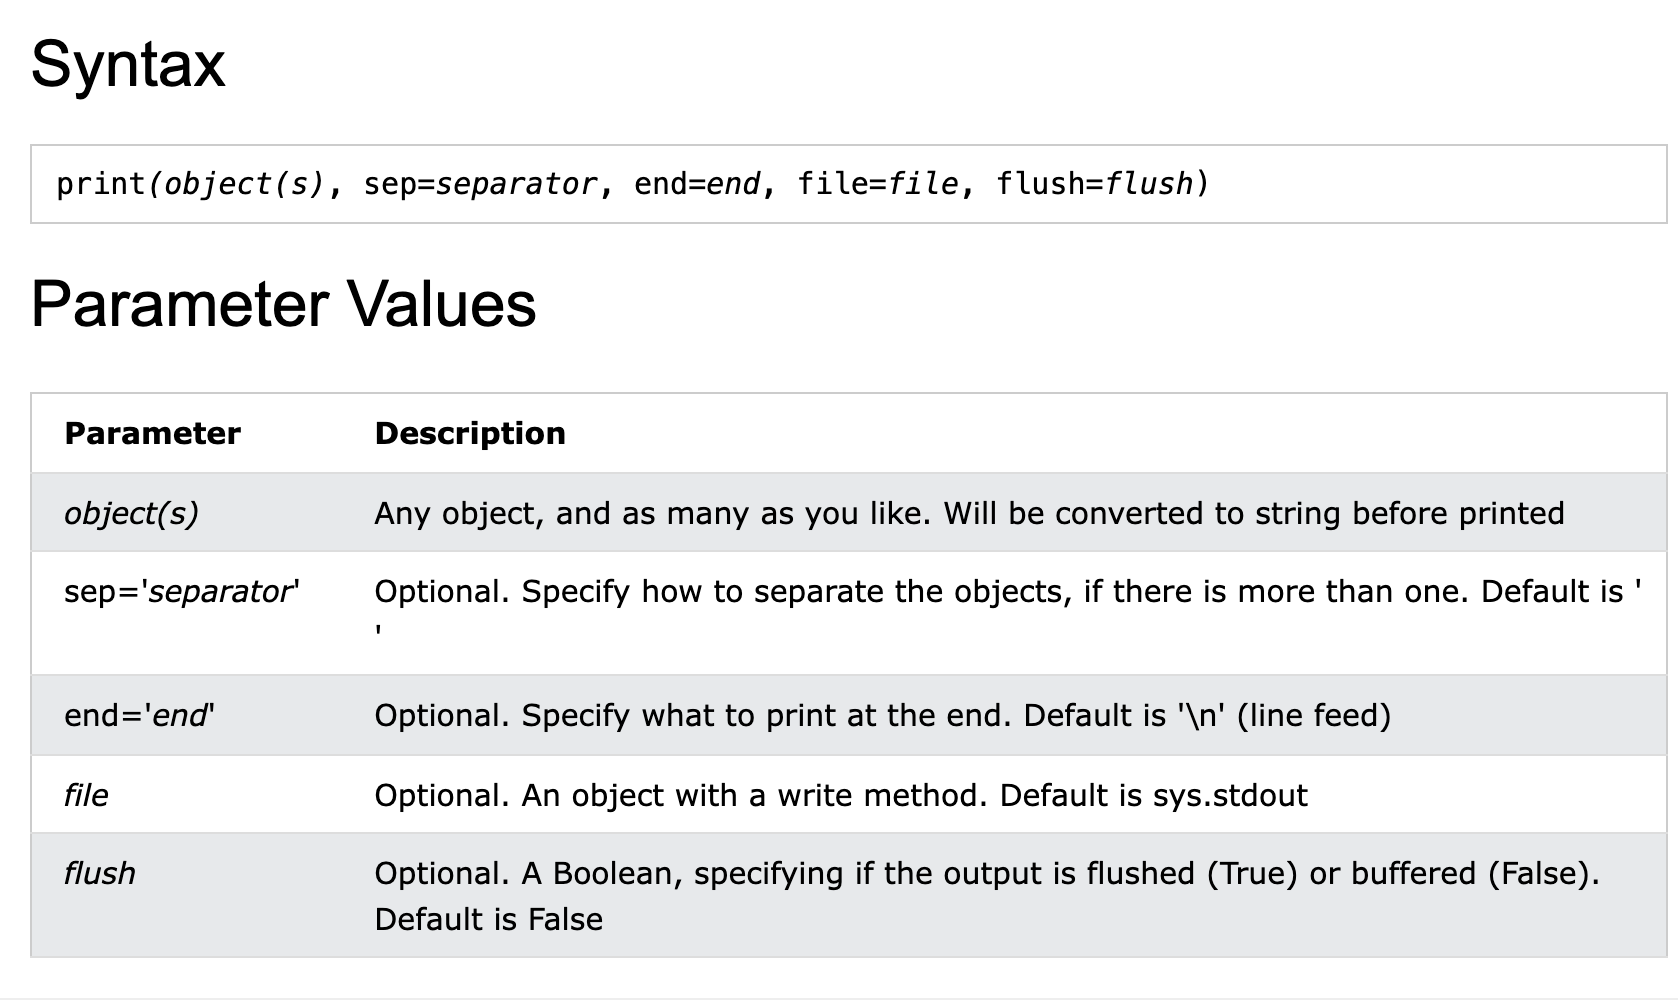 Syntax
print(object(s), sep=separator, end=end, file=file, flush=flush)
Parameter Values
Parameter Description
object(s) Any object, and as many as you like. Will be converted to string before printed
sep='separator' Optional. Specify how to separate the objects, if there is more than one. Default is '
'
end='end' Optional. Specify what to print at the end. Default is '\n' (line feed)
file Optional. An object with a write method. Default is sys.stdout
flush Optional. A Boolean, specifying if the output is flushed (True) or buffered (False).
Default is False